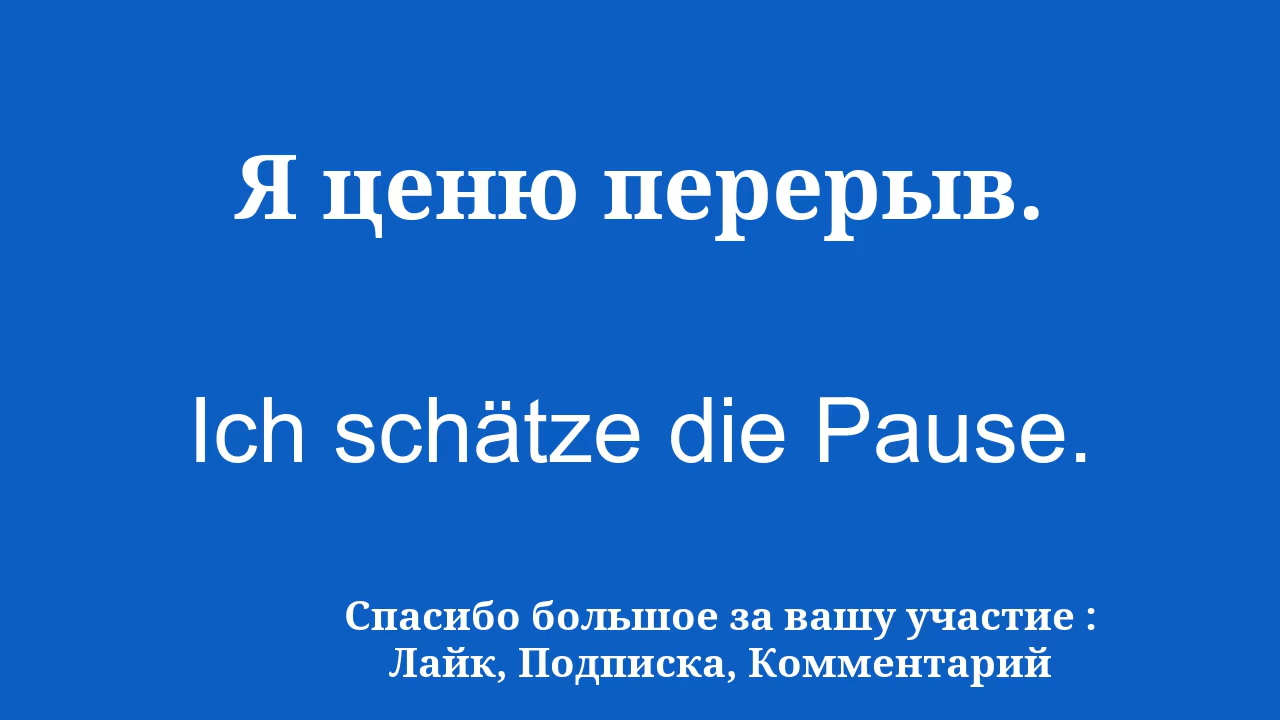 Я ценю перерыв.
Ich schätze die Pause.
Спасибо большое за вашу участие :
Лайк, Подписка, Комментарий